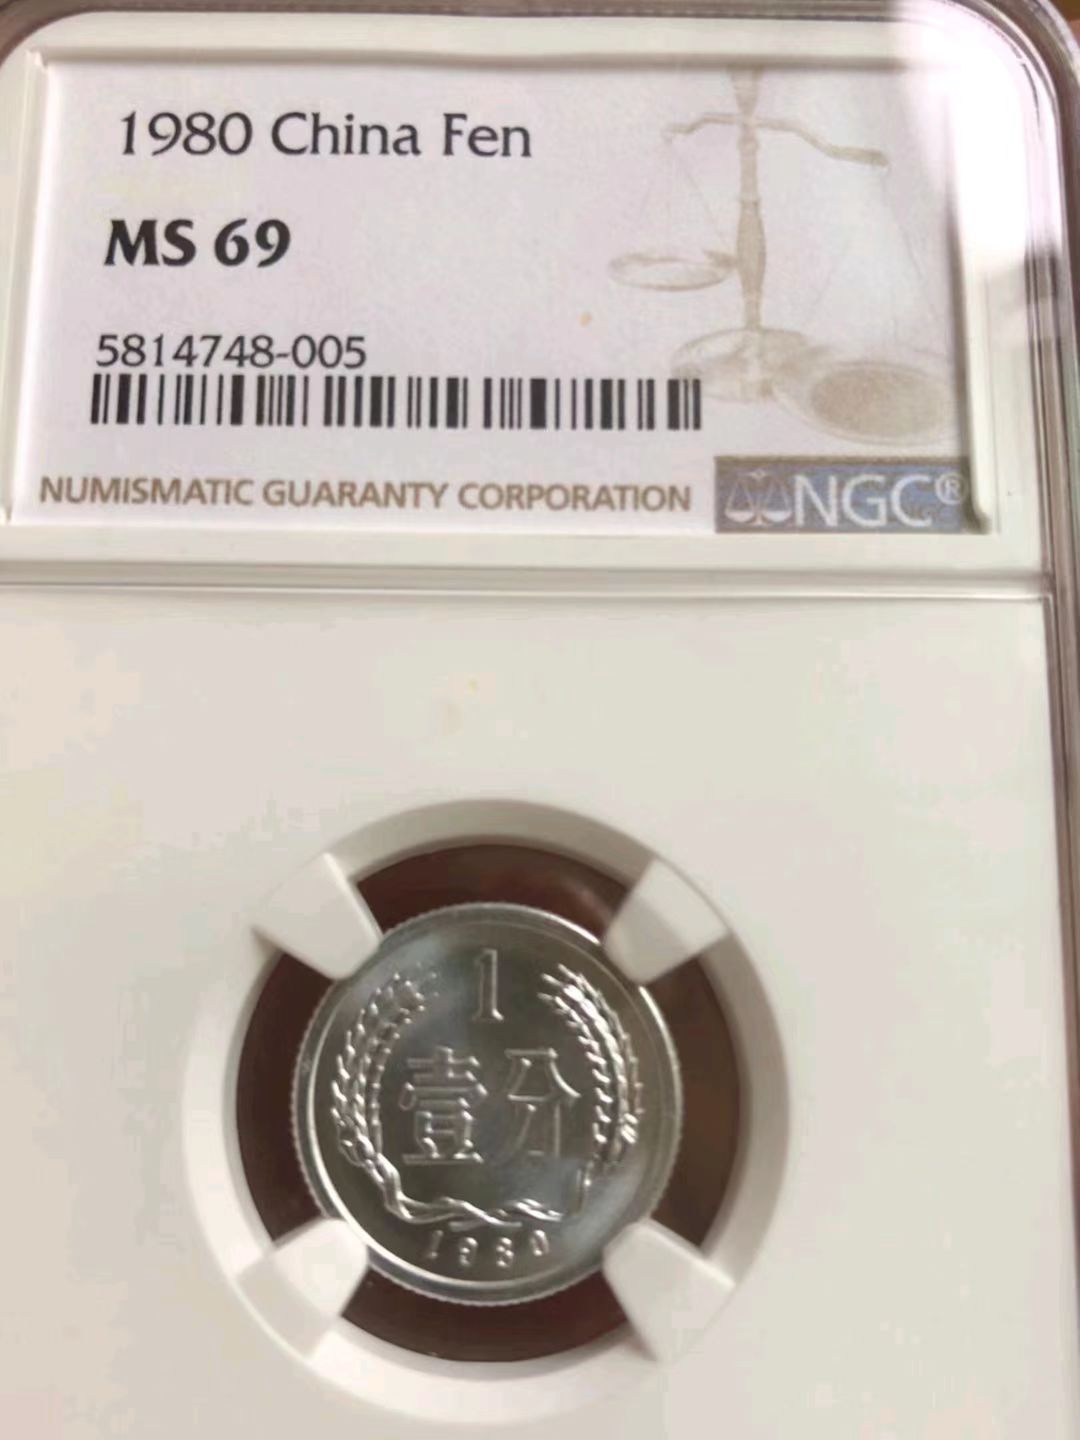 1980 China Fen
MS 69
5814748-005
NUMISMATIC GUARANTY CORPORATION NGC®
1
壹分
1980